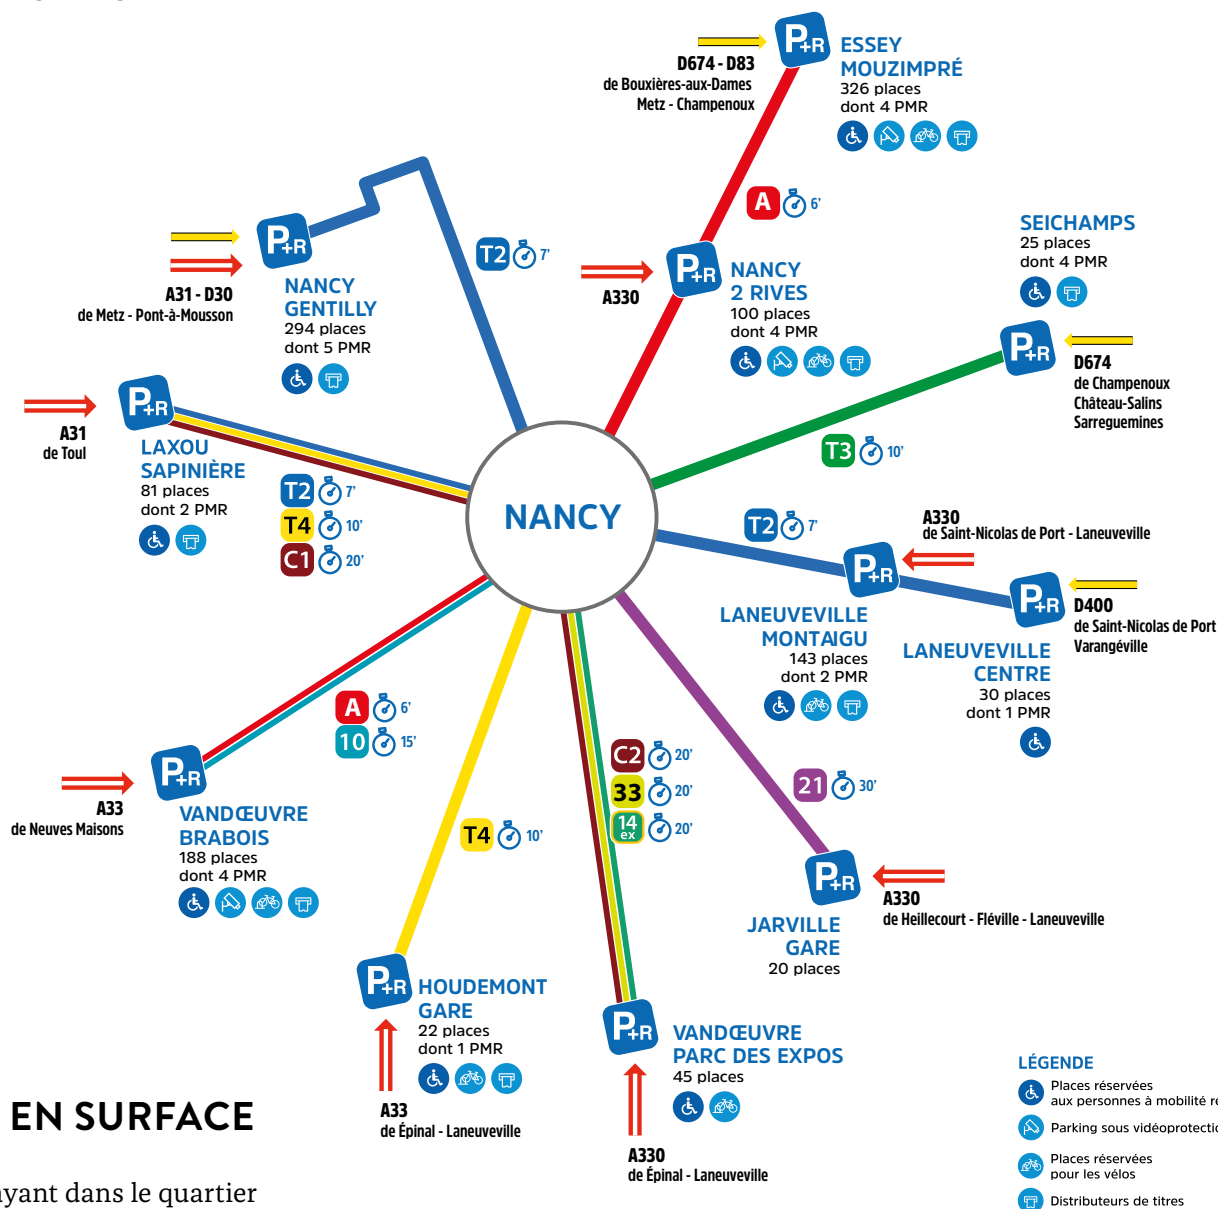 P+R
ESSEY
MOUZIMPRÉ
326 places
dont 4 PMR
D674 - D83
de Bouxières-aux-Dames
Metz - Champenoux
A 6’
P+R
NANCY
2 RIVES
100 places
dont 4 PMR
A330
P+R
NANCY
GENTILLY
294 places
dont 5 PMR
A31 - D30
de Metz - Pont-à-Mousson
T2 7’
SEICHAMPS
25 places
dont 4 PMR
P+R
D674
de Champenoux
Château-Salins
Sarreguemines
T3 10’
P+R
A31
de Toul
LAXOU
SAPINIÈRE
81 places
dont 2 PMR
T2 7’
T4 10’
C1 20’
NANCY
T2 7’
A330
de Saint-Nicolas de Port - Laneuveville
P+R
LANEUVEVILLE
MONTAIGU
143 places
dont 2 PMR
P+R
D400
de Saint-Nicolas de Port
Varangéville
LANEUVEVILLE
CENTRE
30 places
dont 1 PMR
A 6’
10 15’
P+R
A33
de Neuves Maisons
VANDŒUVRE
BRABOIS
188 places
dont 4 PMR
T4 10’
C2 20’
33 20’
14 ex 20’
21 30’
P+R
A330
de Heillecourt - Fléville - Laneuveville
JARVILLE
GARE
20 places
P+R
HOUDEMONT
GARE
22 places
dont 1 PMR
A33
de Épinal - Laneuveville
P+R
VANDŒUVRE
PARC DES EXPOS
45 places
A330
de Épinal - Laneuveville
LÉGENDE
Places réservées
aux personnes à mobilité
Parking sous
Places réservées
pour les vélos
Distributeurs de titres
EN SURFACE
dans le quartier